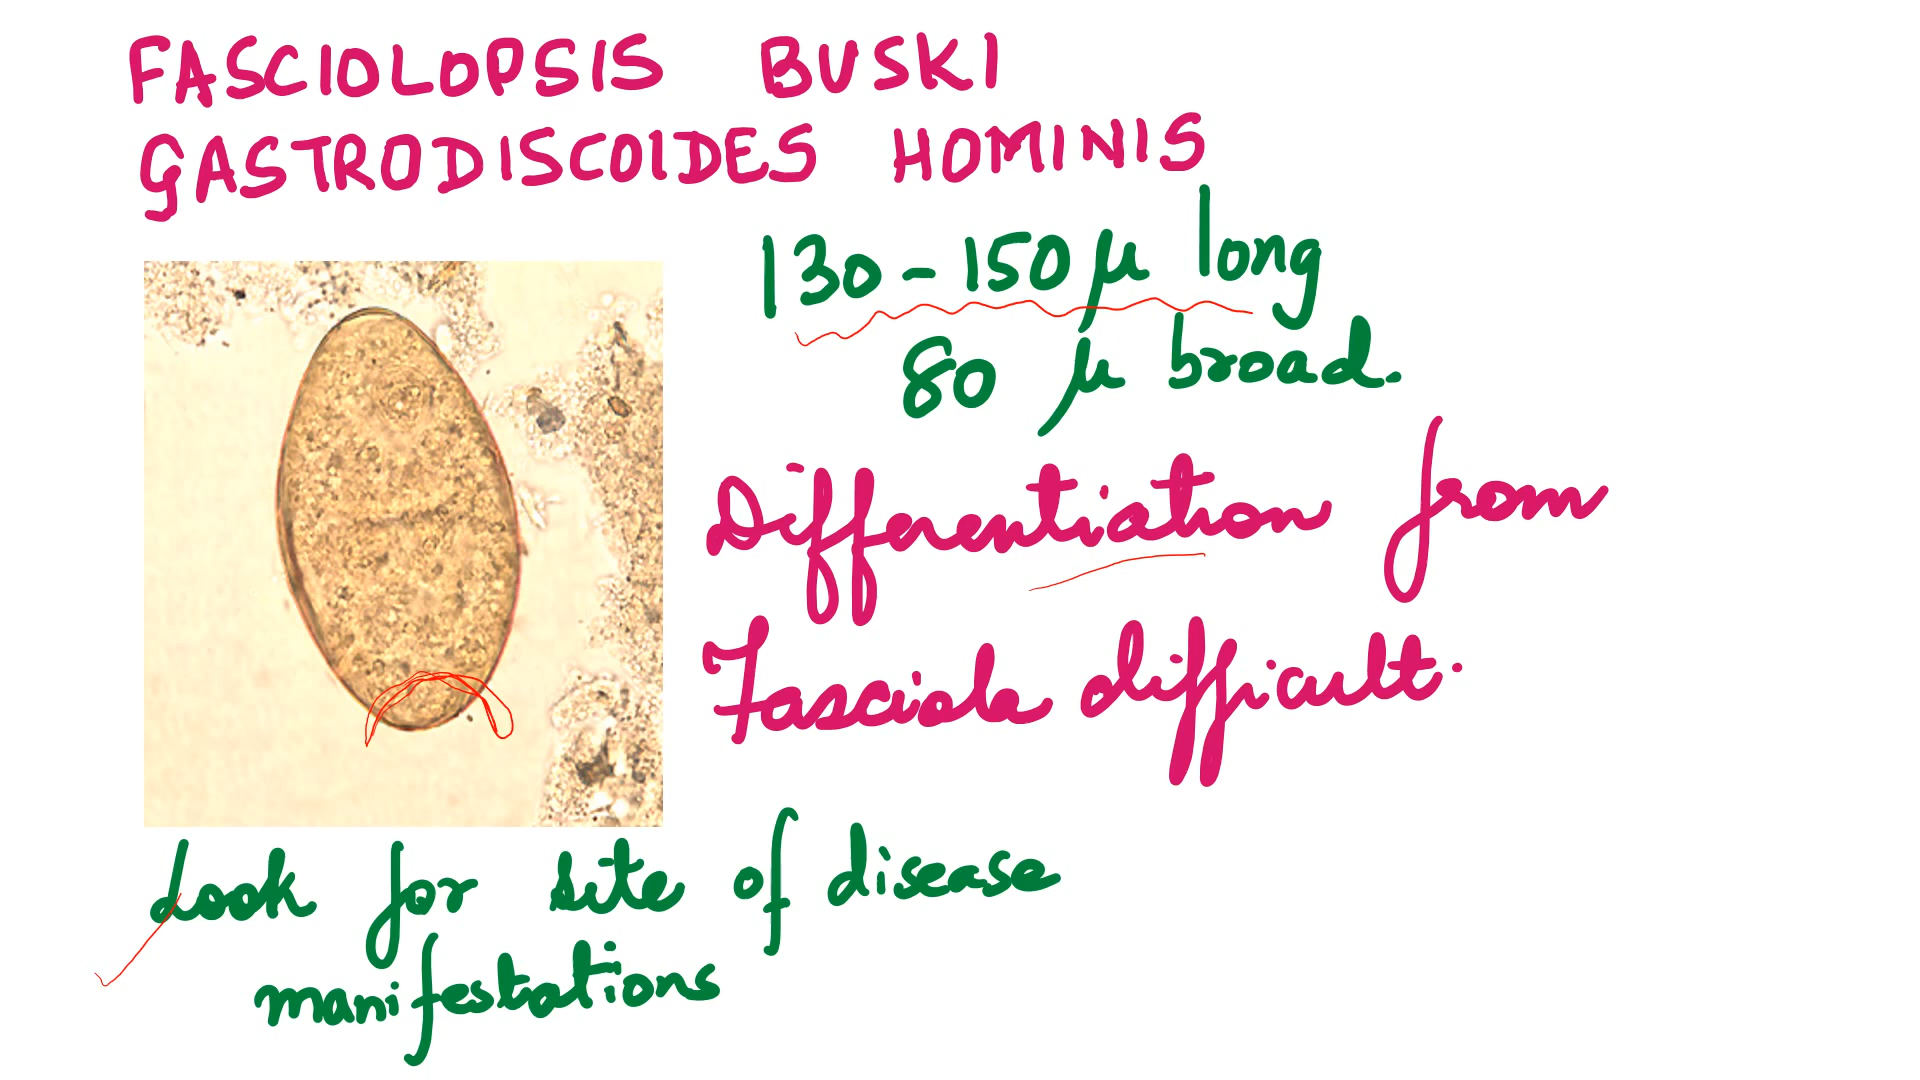 FASCIOLOPSIS BUSKI
GASTRODISCOIDES HOMINIS
130-150 μ long
80 μ broad.
Differentiation from
Fasciola difficult.
Look for site of disease
manifestations